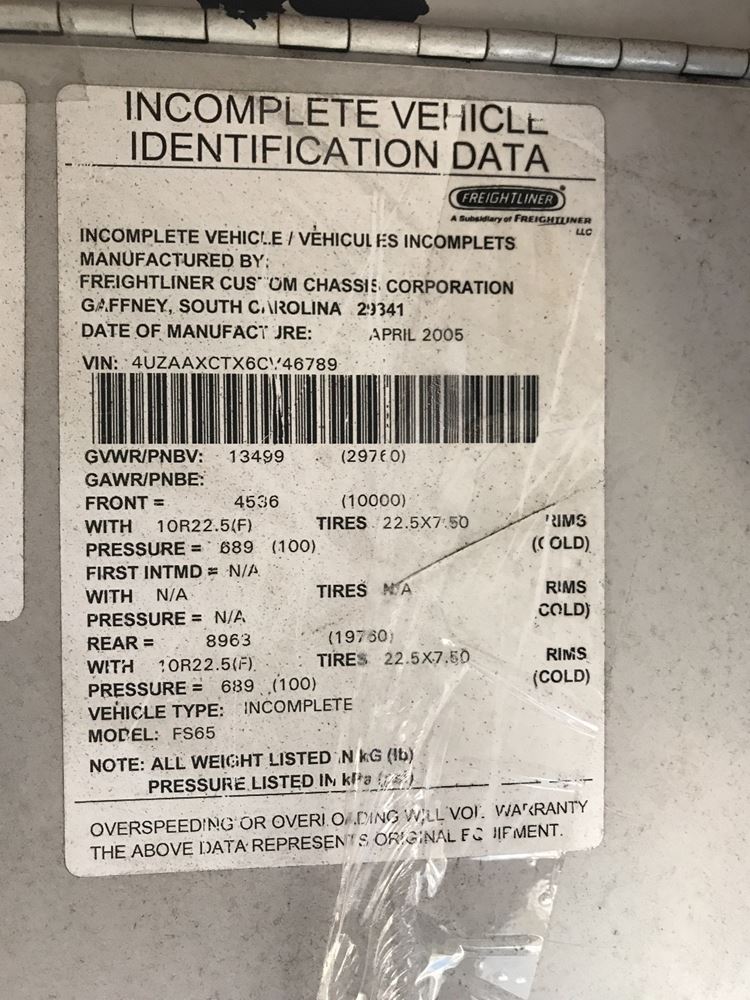 INCOMPLETE VEHICLE
IDENTIFICATION DATA
FREIGHTLINER
A Subsidiary of FREIGHTLINER
LLC
INCOMPLETE VEHICLE / VÉHICULES INCOMPLETS
MANUFACTURED BY:
FREIGHTLINER CUSTOM CHASSIS CORPORATION
GAFFNEY, SOUTH CAROLINA 29341
DATE OF MANUFACTURE: APRIL 2005
VIN: 4UZAAXCTX6CV46789
GVWR/PNBV: 13499 (29760)
GAWR/PNBE:
FRONT = 4536 (10000)
WITH 10R22.5(F) TIRES 22.5X7.50 RIMS
PRESSURE = 689 (100) (COLD)
FIRST INTMD = N/A
WITH N/A TIRES N/A RIMS
PRESSURE = N/A COLD)
REAR = 8963 (19760)
WITH 10R22.5(F) TIRES 22.5X7.50 RIMS
PRESSURE = 689 (100) (COLD)
VEHICLE TYPE: INCOMPLETE
MODEL: FS65
NOTE: ALL WEIGHT LISTED IN kG (lb)
PRESSURE LISTED IN kPa (psi)
OVERSPEEDING OR OVERLOADING WILL VOID WARRANTY
THE ABOVE DATA REPRESENTS ORIGINAL EQUIPMENT.